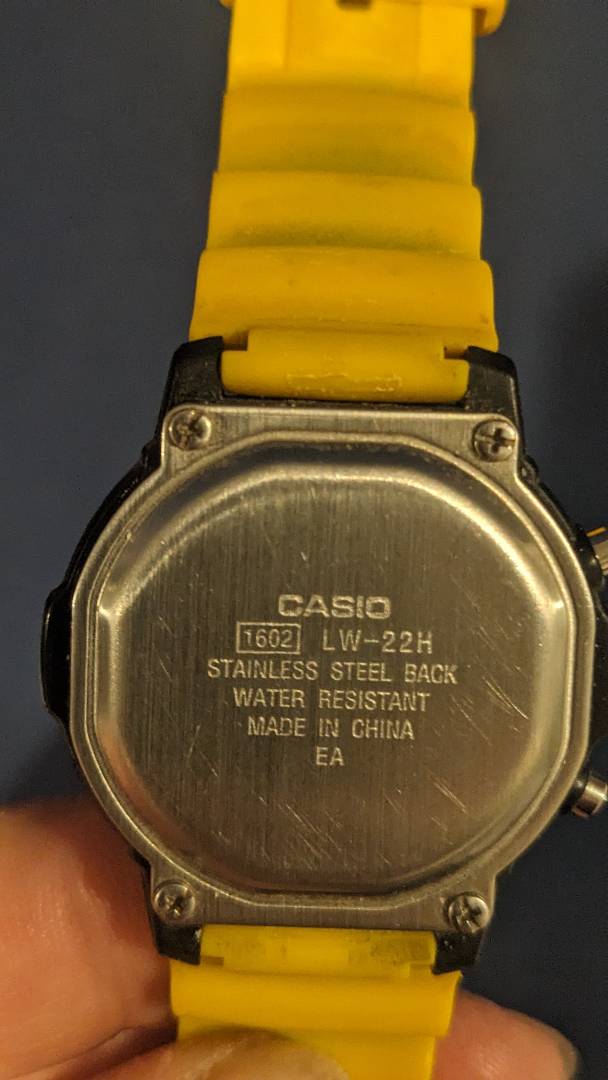 CASIO
1602 LW-22H
STAINLESS STEEL BACK
WATER RESISTANT
MADE IN CHINA
EA